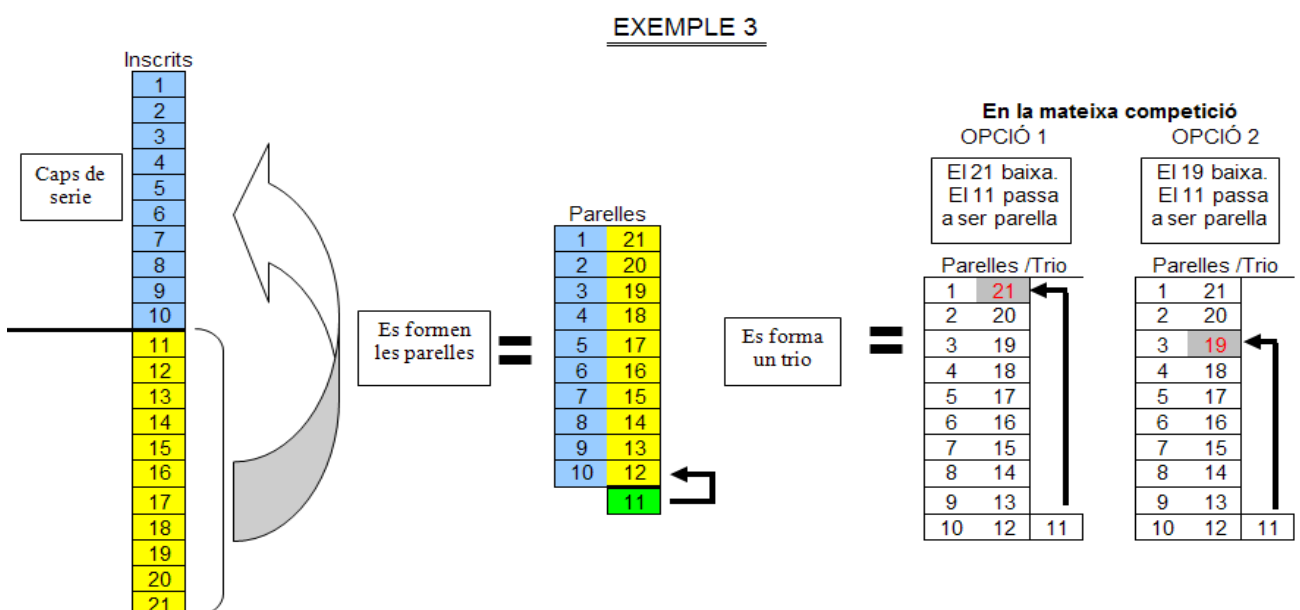 EXEMPLE 3
Inscrits
1
2
3
4
5
6
7
8
9
10
11
12
13
14
15
16
17
18
19
20
21
Caps de
serie
Es formen
les parelles
=
Parelles
1 21
2 20
3 19
4 18
5 17
6 16
7 15
8 14
9 13
10 12
11
Es forma
un trio
=
En la mateixa competició
OPCIÓ 1
El 21 baixa.
El 11 passa
a ser parella
Parelles /Trio
1 21
2 20
3 19
4 18
5 17
6 16
7 15
8 14
9 13
10 12 11
OPCIÓ 2
El 19 baixa.
El 11 passa
a ser parella
Parelles /Trio
1 21
2 20
3 19
4 18
5 17
6 16
7 15
8 14
9 13
10 12 11